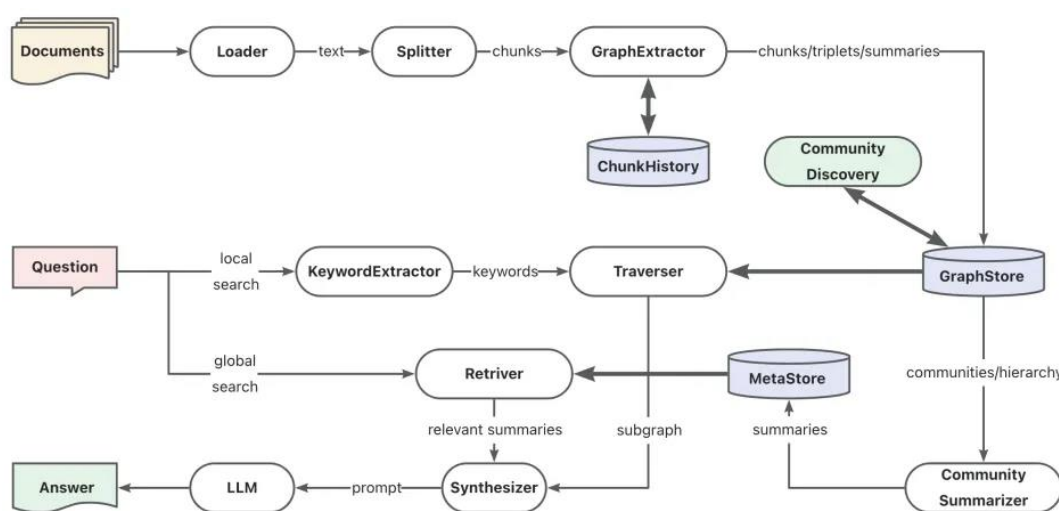 Documents
Loader
text
Splitter
chunks
GraphExtractor
chunks/triplets/summaries
ChunkHistory
Community
Discovery
Question
local
search
KeywordExtractor
keywords
Traverser
GraphStore
global
search
Retriver
MetaStore
communities/hierarchy
relevant summaries
subgraph
summaries
Answer
LLM
prompt
Synthesizer
Community
Summarizer